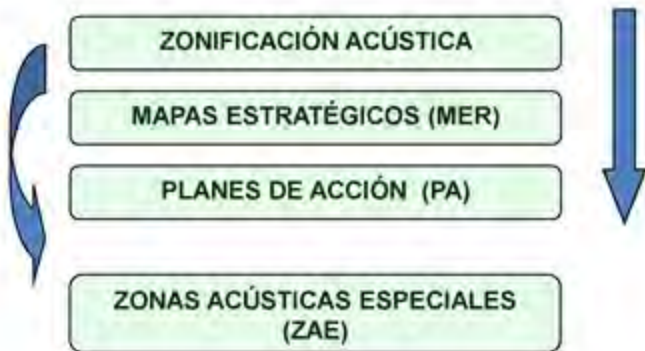 ZONIFICACIÓN ACÚSTICA
MAPAS ESTRATÉGICOS (MER)
PLANES DE ACCIÓN (PA)
ZONAS ACÚSTICAS ESPECIALES
(ZAE)